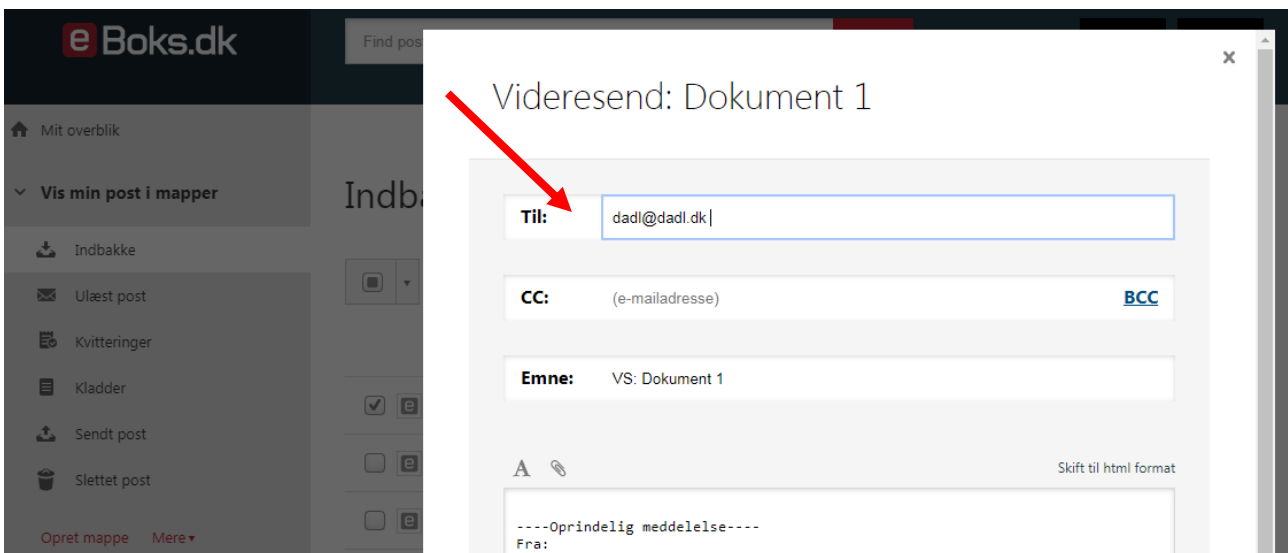 e Boks.dk
Find pos
Mit overblik
Vis min post i mapper
Indbakke
Ulæst post
Kvitteringer
Kladder
Sendt post
Slettet post
Opret mappe Mere
Indba
Videresend: Dokument 1
Til: dadl@dadl.dk
CC: (e-mailadresse) BCC
Emne: VS: Dokument 1
A
Skift til html format
----Oprindelig meddelelse----
Fra: